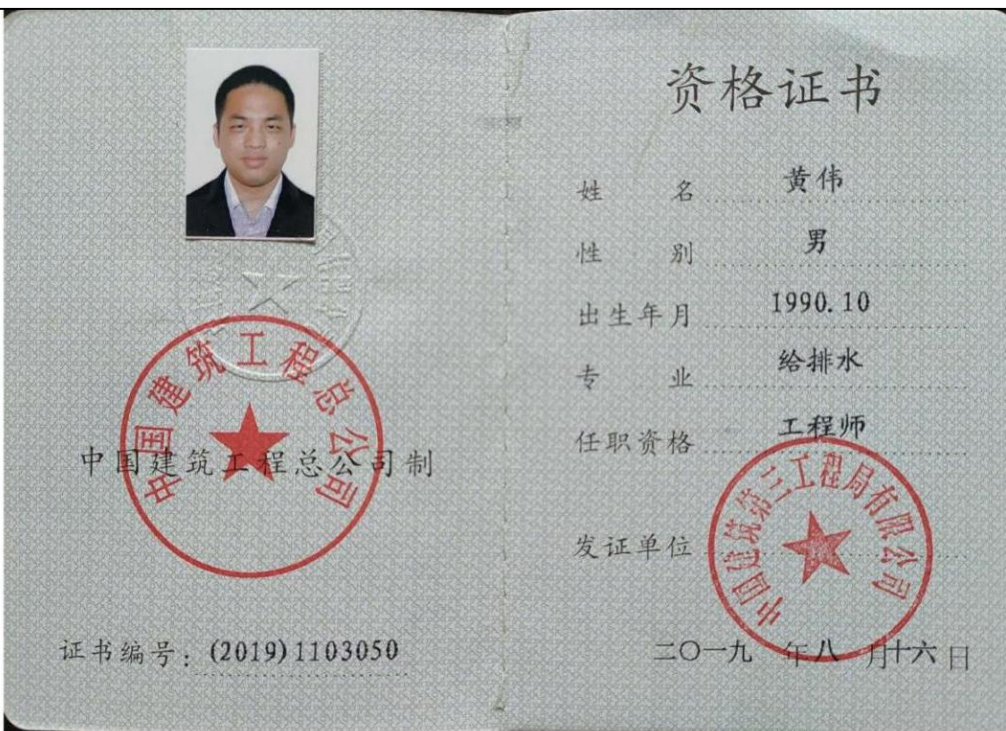 中国建筑工程总公司
中国建筑工程总公司制
证书编号：(2019)1103050
资格证书
姓 名 黄伟
性 别 男
出生年月 1990.10
专 业 给排水
任职资格 工程师
发证单位
中国建筑第三工程局有限公司
二〇一九 年 八 月 十六 日